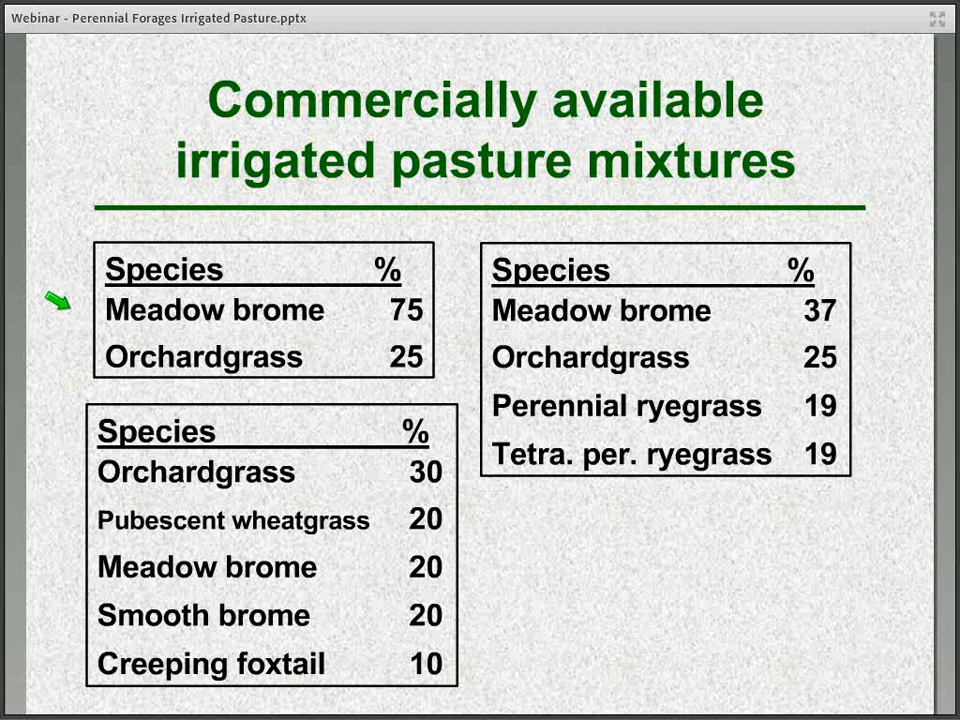 Webinar - Perennial Forages Irrigated Pasture.pptx
Commercially available
irrigated pasture mixtures
Species %
Meadow brome 75
Orchardgrass 25
Species %
Orchardgrass 30
Pubescent wheatgrass 20
Meadow brome 20
Smooth brome 20
Creeping foxtail 10
Species %
Meadow brome 37
Orchardgrass 25
Perennial ryegrass 19
Tetra. per. ryegrass 19